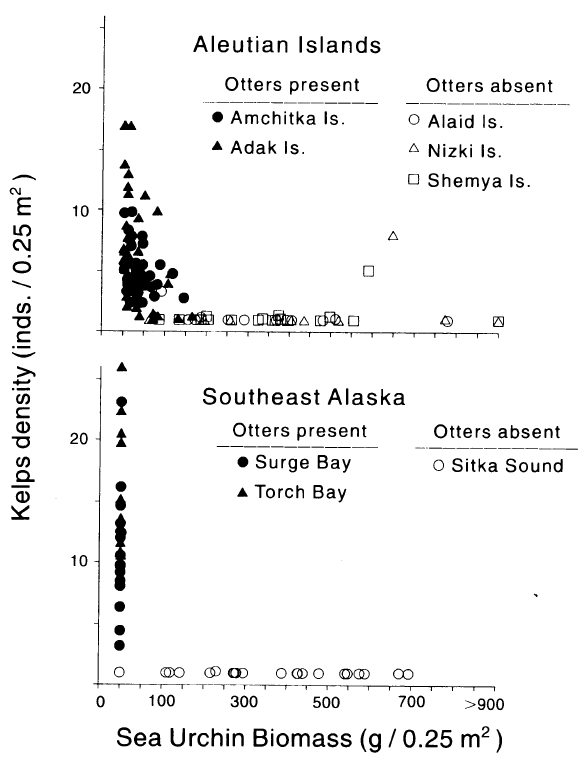 Aleutian Islands
Otters present
Otters absent
Amchitka Is.
Adak Is.
Alaid Is.
Nizki Is.
Shemya Is.
20
10
Southeast Alaska
Otters present
Otters absent
Surge Bay
Torch Bay
Sitka Sound
20
10
0 100 300 500 700 >900
Sea Urchin Biomass (g / 0.25 m²)
Kelps density (inds. / 0.25 m²)